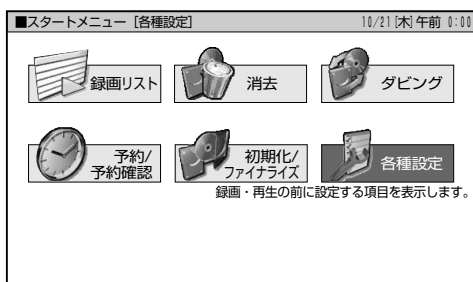 ■スタートメニュー［各種設定］
10/21[木]午前 0:00
録画リスト
消去
ダビング
予約/
予約確認
初期化/
ファイナライズ
各種設定
録画・再生の前に設定する項目を表示します。